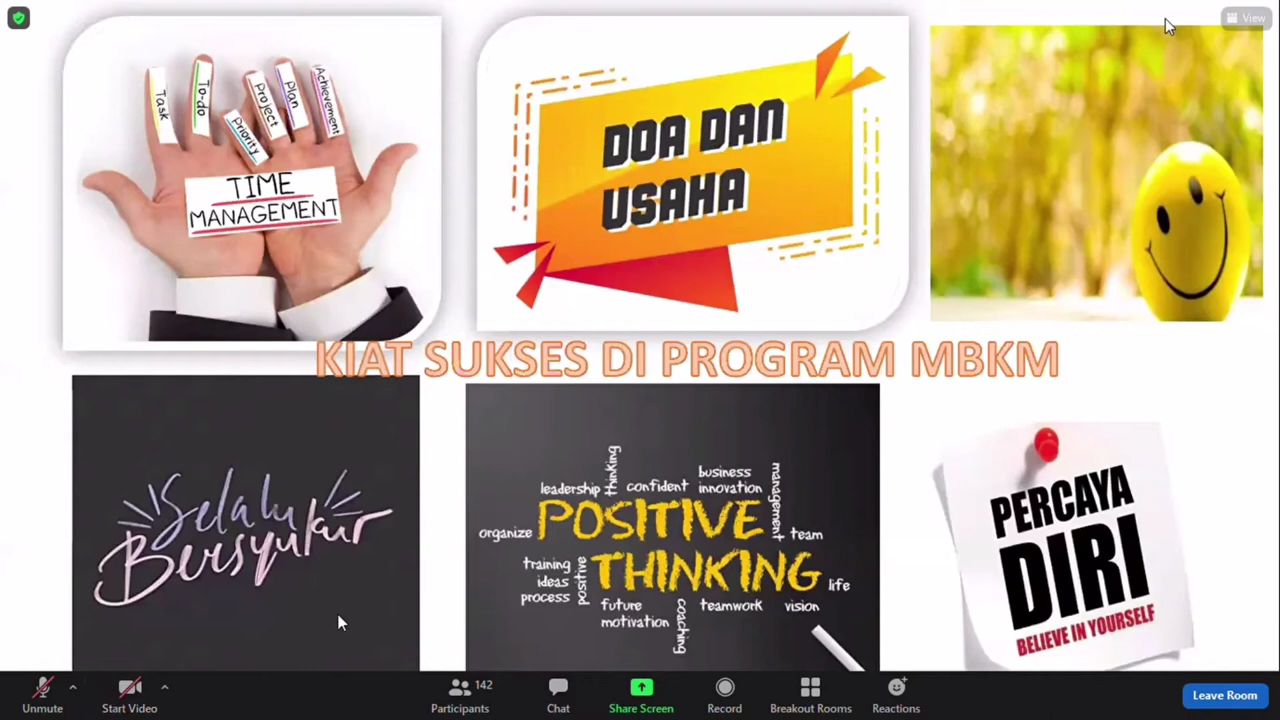 View
Task
To-do
Priority
Project
Plan
Achievement
TIME
MANAGEMENT
DOA DAN
USAHA
KIAT SUKSES DI PROGRAM MBKM
Selalu
Bersyukur
thinking
business
management
leadership
confident
innovation
organize
POSITIVE
team
training
THINKING
ideas
positive
life
process
future
teamwork
vision
motivation
coaching
PERCAYA
DIRI
BELIEVE IN YOURSELF
Unmute
Start Video
Participants
142
Chat
Share Screen
Record
Breakout Rooms
Reactions
Leave Room